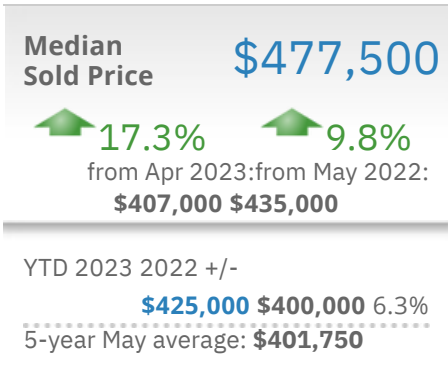 Median $477,500
Sold Price
17.3% 9.8%
from Apr 2023:from May 2022:
$407,000 $435,000
YTD 2023 2022 +/-
$425,000 $400,000 6.3%
5-year May average: $401,750